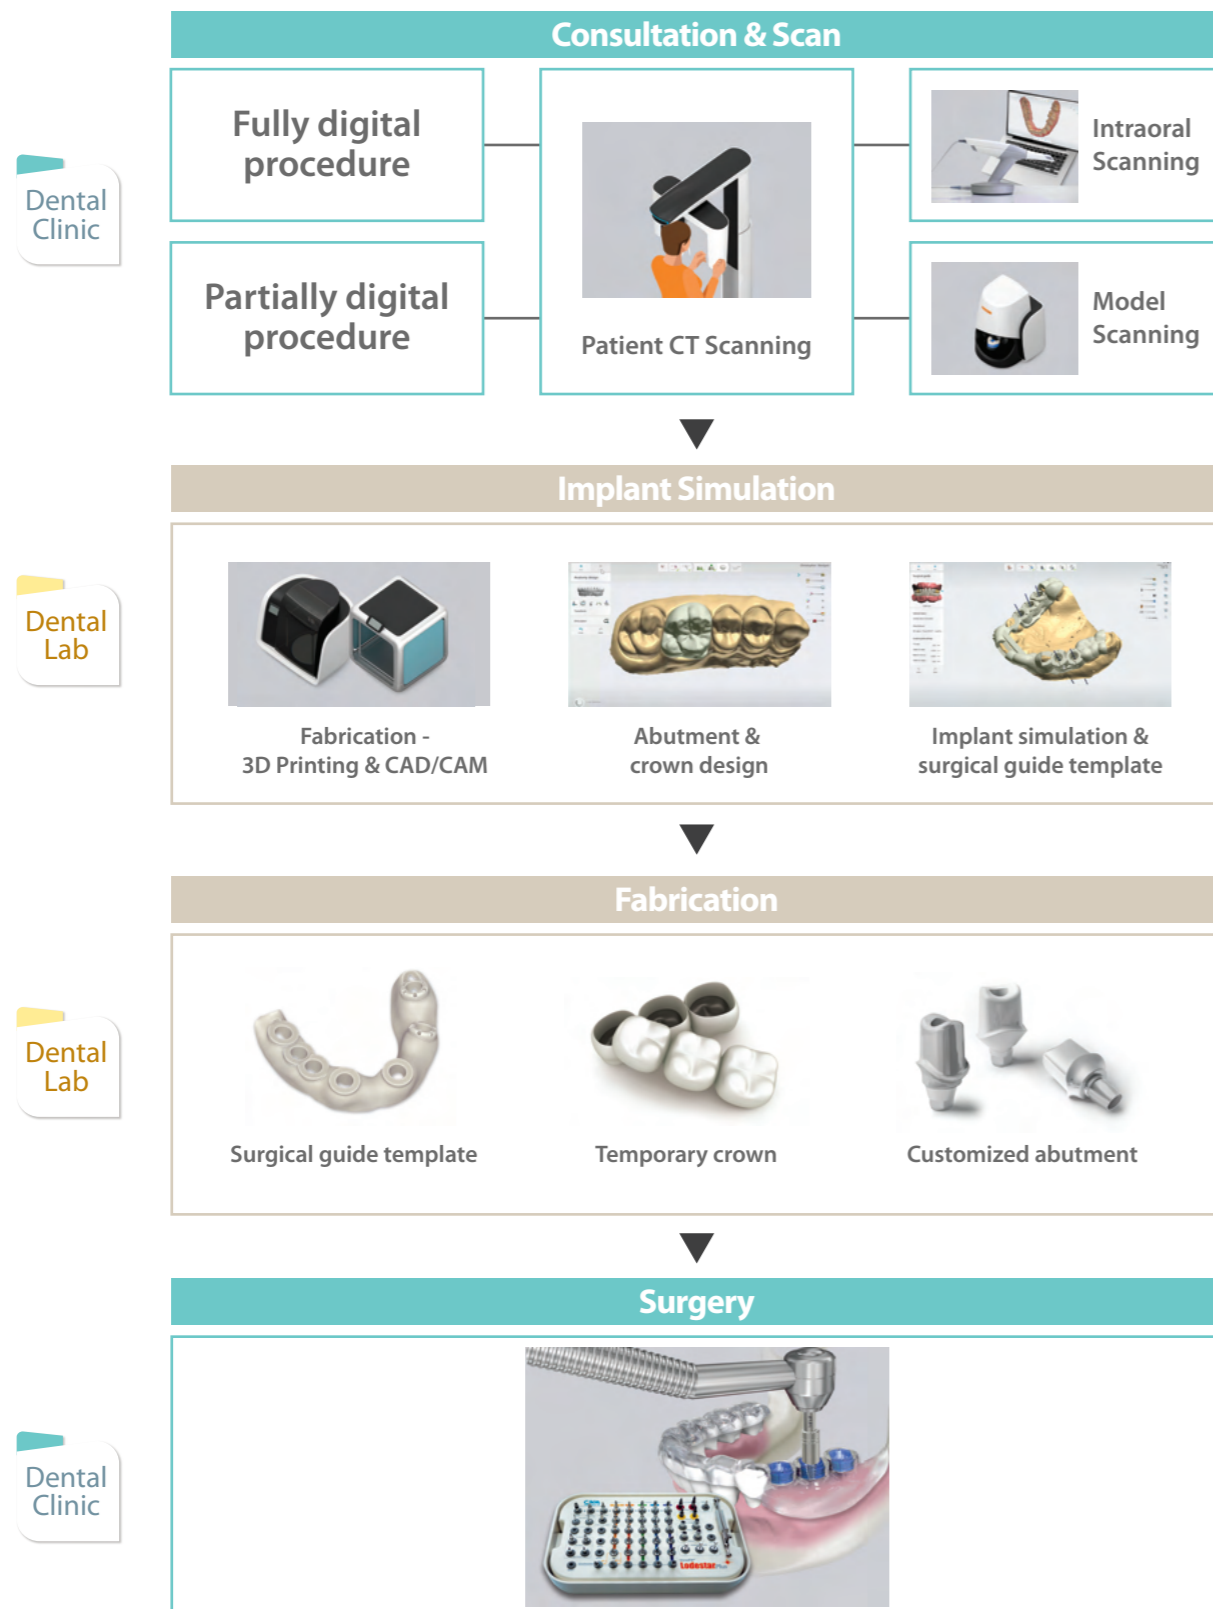 Consultation & Scan
Dental
Clinic
Fully digital
procedure
Partially digital
procedure
Patient CT Scanning
Intraoral
Scanning
Model
Scanning
Implant Simulation
Dental
Lab
Fabrication -
3D Printing & CAD/CAM
Abutment &
crown design
Implant simulation &
surgical guide template
Fabrication
Dental
Lab
Surgical guide template
Temporary crown
Customized abutment
Surgery
Dental
Clinic
Lodestar